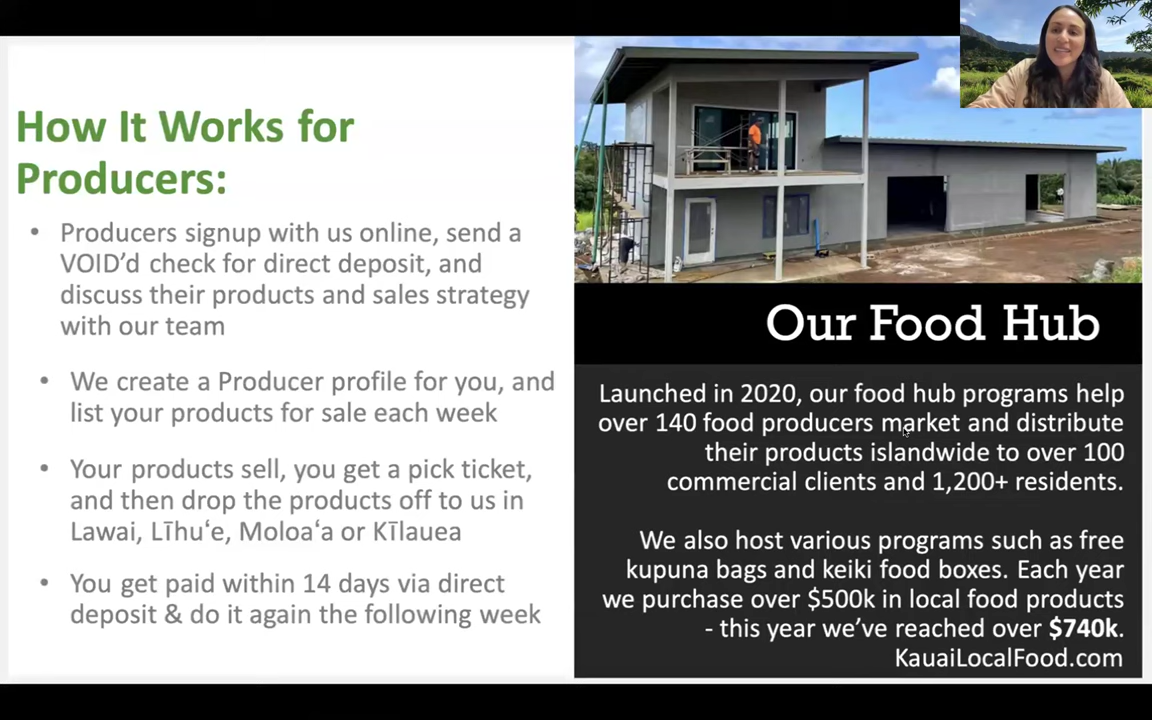 How It Works for
Producers:
• Producers signup with us online, send a
VOID’d check for direct deposit, and
discuss their products and sales strategy
with our team
• We create a Producer profile for you, and
list your products for sale each week
• Your products sell, you get a pick ticket,
and then drop the products off to us in
Lawai, Līhuʻe, Moloaʻa or Kīlauea
• You get paid within 14 days via direct
deposit & do it again the following week
Our Food Hub
Launched in 2020, our food hub programs help
over 140 food producers market and distribute
their products islandwide to over 100
commercial clients and 1,200+ residents.
We also host various programs such as free
kupuna bags and keiki food boxes. Each year
we purchase over $500k in local food products
- this year we’ve reached over $740k.
KauaiLocalFood.com